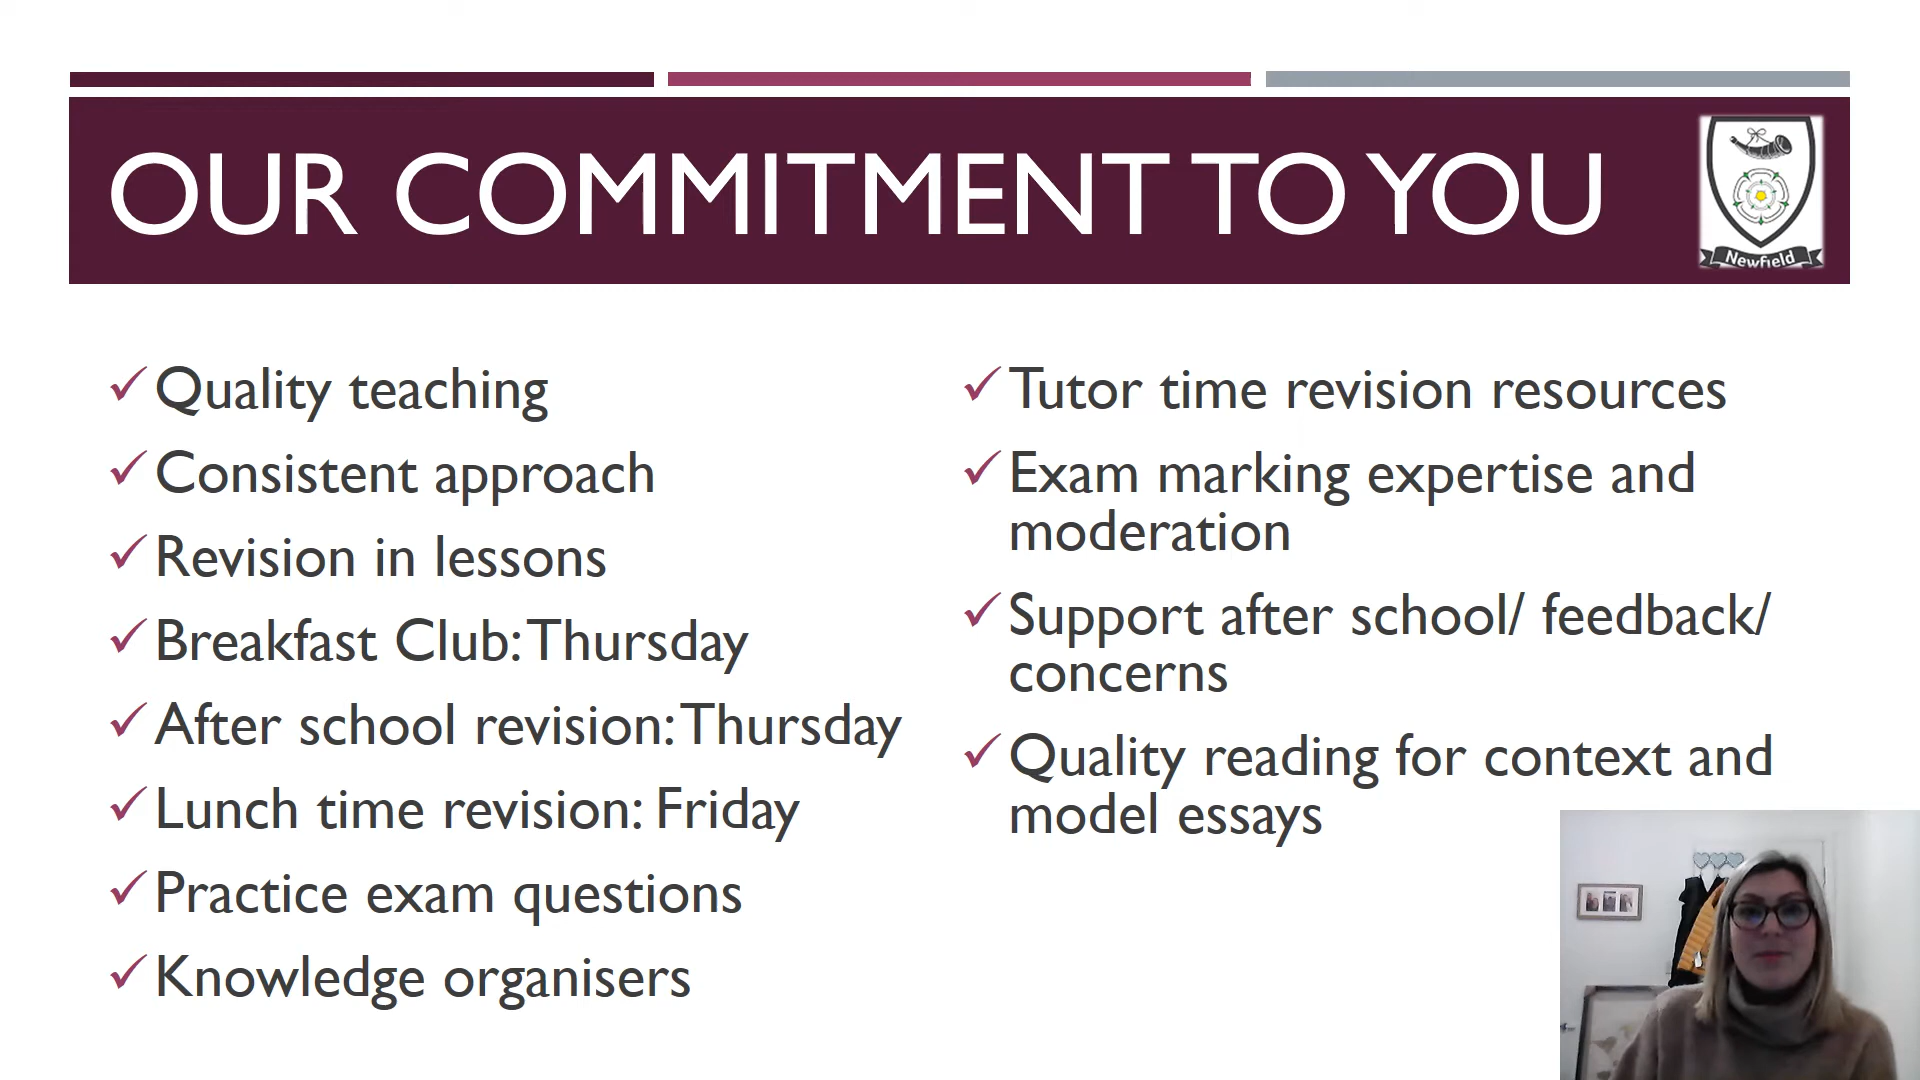 OUR COMMITMENT TO YOU
Newfield
Quality teaching
Consistent approach
Revision in lessons
Breakfast Club: Thursday
After school revision: Thursday
Lunch time revision: Friday
Practice exam questions
Knowledge organisers
Tutor time revision resources
Exam marking expertise and
moderation
Support after school/ feedback/
concerns
Quality reading for context and
model essays